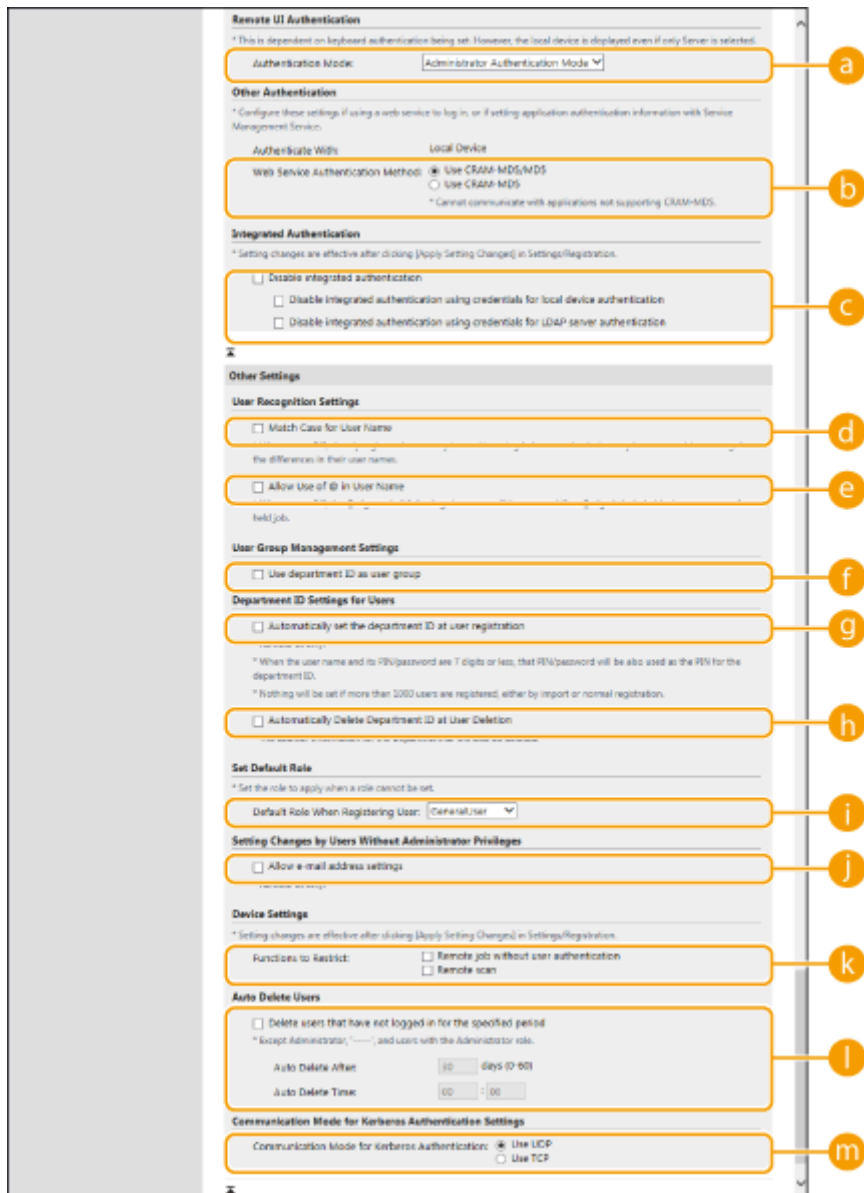 Remote UI Authentication
* This is dependent on keyboard authentication being set. However, the local device is displayed even if only Server is selected.
Authentication Mode: Administrator Authentication Mode
a
Other Authentication
* Configure these settings if using a web service to log in, or if setting application authentication information with Service
Management Service.
Authenticate With: Local Device
Web Service Authentication Method: Use CRAM-MD5/MD5
Use CRAM-MD5
* Cannot communicate with applications not supporting CRAM-MD5.
b
Integrated Authentication
* Setting changes are effective after clicking [Apply Setting Changes] in Settings/Registration.
Disable integrated authentication
Disable integrated authentication using credentials for local device authentication
Disable integrated authentication using credentials for LDAP server authentication
c
Other Settings
User Recognition Settings
Match Case for User Name
d
the differences in their user names.
Allow Use of @ in User Name
e
held job.
User Group Management Settings
Use department ID as user group
f
Department ID Settings for Users
Automatically set the department ID at user registration
g
* When the user name and its PIN/password are 7 digits or less, that PIN/password will be also used as the PIN for the
department ID.
* Nothing will be set if more than 1000 users are registered, either by import or normal registration.
Automatically Delete Department ID at User Deletion
h
Set Default Role
* Set the role to apply when a role cannot be set.
Default Role When Registering User: GeneralUser
i
Setting Changes by Users Without Administrator Privileges
Allow e-mail address settings
j
Device Settings
* Setting changes are effective after clicking [Apply Setting Changes] in Settings/Registration.
Functions to Restrict: Remote job without user authentication
Remote scan
k
Auto Delete Users
Delete users that have not logged in for the specified period
* Except Administrator, '-----', and users with the Administrator role.
Auto Delete After: days (0-60)
Auto Delete Time: 00 : 00
l
Communication Mode for Kerberos Authentication Settings
Communication Mode for Kerberos Authentication: Use UDP
Use TCP
m